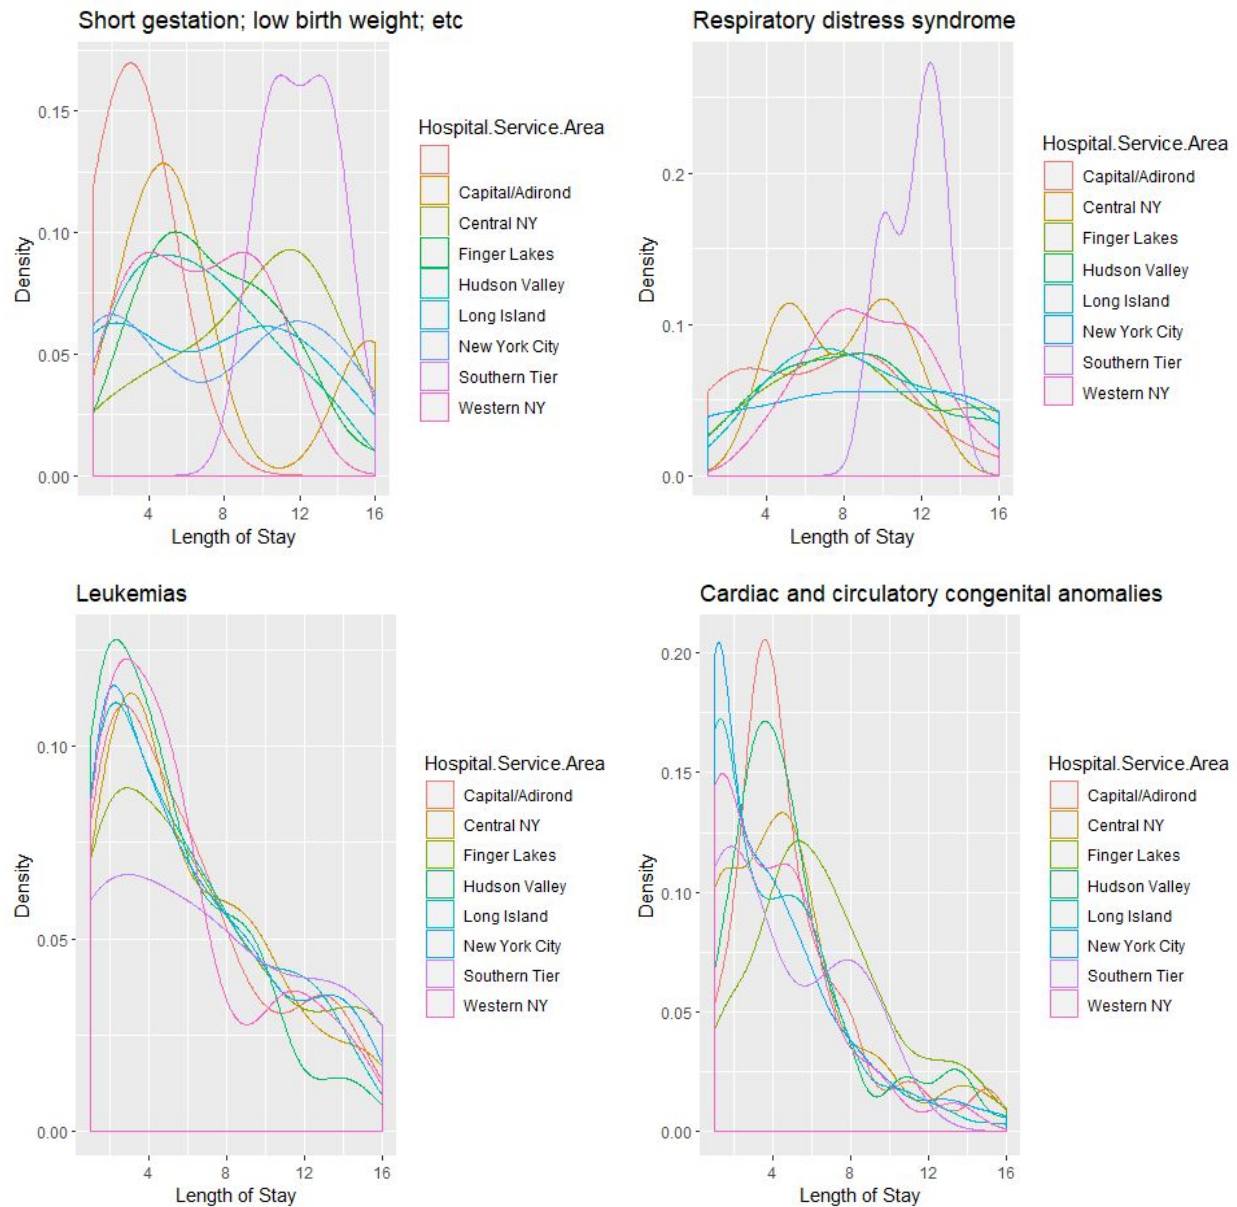 Short gestation; low birth weight; etc
0.15
0.10
0.05
0.00
Density
4 8 12 16
Length of Stay
Hospital.Service.Area
Capital/Adirond
Central NY
Finger Lakes
Hudson Valley
Long Island
New York City
Southern Tier
Western NY
Respiratory distress syndrome
0.2
0.1
0.0
Density
4 8 12 16
Length of Stay
Hospital.Service.Area
Capital/Adirond
Central NY
Finger Lakes
Hudson Valley
Long Island
New York City
Southern Tier
Western NY
Leukemias
0.10
0.05
0.00
Density
4 8 12 16
Length of Stay
Hospital.Service.Area
Capital/Adirond
Central NY
Finger Lakes
Hudson Valley
Long Island
New York City
Southern Tier
Western NY
Cardiac and circulatory congenital anomalies
0.20
0.15
0.10
0.05
0.00
Density
4 8 12 16
Length of Stay
Hospital.Service.Area
Capital/Adirond
Central NY
Finger Lakes
Hudson Valley
Long Island
New York City
Southern Tier
Western NY